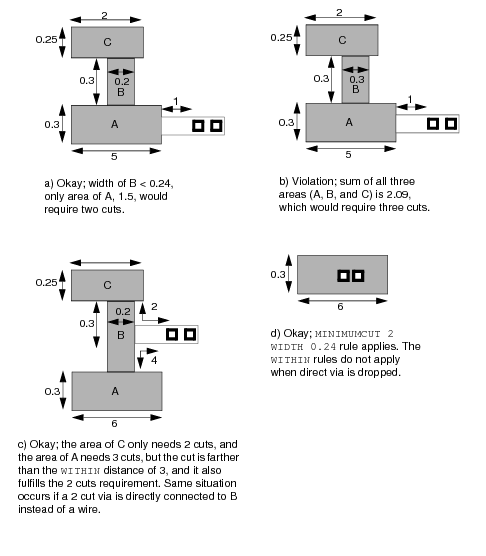 2
0.25
C
0.3
0.2
B
1
0.3
A
5
a) Okay; width of B < 0.24,
only area of A, 1.5, would
require two cuts.
2
0.25
C
0.3
0.3
B
1
0.3
A
5
b) Violation; sum of all three
areas (A, B, and C) is 2.09,
which would require three cuts.
0.25
C
0.2
2
0.3
B
4
0.3
A
6
c) Okay; the area of C only needs 2 cuts, and
the area of A needs 3 cuts, but the cut is farther
than the WITHIN distance of 3, and it also
fulfills the 2 cuts requirement. Same situation
occurs if a 2 cut via is directly connected to B
instead of a wire.
0.3
6
d) Okay; MINIMUMCUT 2
WIDTH 0.24 rule applies. The
WITHIN rules do not apply
when direct via is dropped.